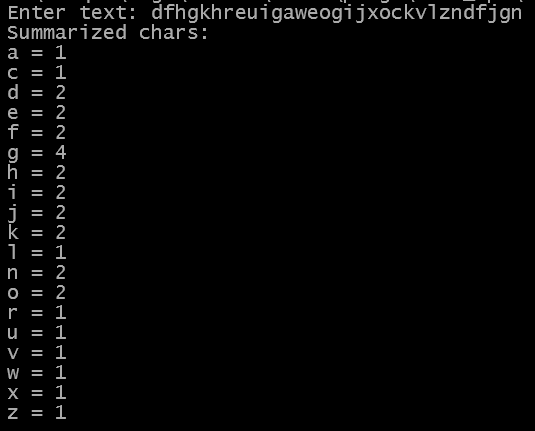 Enter text: dfhgkhreuigaweogijxockvlzndfjgn
Summarized chars:
a = 1
c = 1
d = 2
e = 2
f = 2
g = 4
h = 2
i = 2
j = 2
k = 2
l = 1
n = 2
o = 2
r = 1
u = 1
v = 1
w = 1
x = 1
z = 1